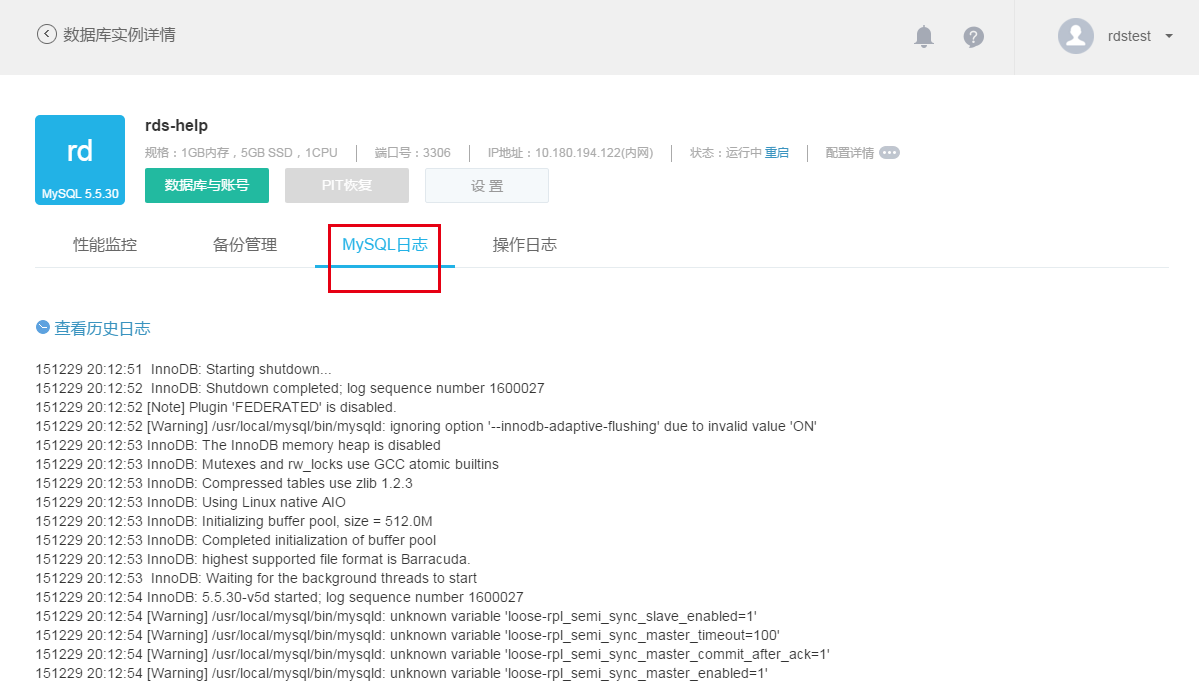 数据库实例详情
rdstest
rd
MySQL 5.5.30
rds-help
规格：1GB内存，5GB SSD，1CPU 端口号：3306 IP地址：10.180.194.122(内网) 状态：运行中 重启 配置详情
数据库与账号 PIT恢复 设 置
性能监控 备份管理 MySQL日志 操作日志
查看历史日志
151229 20:12:51  InnoDB: Starting shutdown...
151229 20:12:52  InnoDB: Shutdown completed; log sequence number 1600027
151229 20:12:52 [Note] Plugin 'FEDERATED' is disabled.
151229 20:12:52 [Warning] /usr/local/mysql/bin/mysqld: ignoring option '--innodb-adaptive-flushing' due to invalid value 'ON'
151229 20:12:53 InnoDB: The InnoDB memory heap is disabled
151229 20:12:53 InnoDB: Mutexes and rw_locks use GCC atomic builtins
151229 20:12:53 InnoDB: Compressed tables use zlib 1.2.3
151229 20:12:53 InnoDB: Using Linux native AIO
151229 20:12:53 InnoDB: Initializing buffer pool, size = 512.0M
151229 20:12:53 InnoDB: Completed initialization of buffer pool
151229 20:12:53 InnoDB: highest supported file format is Barracuda.
151229 20:12:53  InnoDB: Waiting for the background threads to start
151229 20:12:54 InnoDB: 5.5.30-v5d started; log sequence number 1600027
151229 20:12:54 [Warning] /usr/local/mysql/bin/mysqld: unknown variable 'loose-rpl_semi_sync_slave_enabled=1'
151229 20:12:54 [Warning] /usr/local/mysql/bin/mysqld: unknown variable 'loose-rpl_semi_sync_master_timeout=100'
151229 20:12:54 [Warning] /usr/local/mysql/bin/mysqld: unknown variable 'loose-rpl_semi_sync_master_commit_after_ack=1'
151229 20:12:54 [Warning] /usr/local/mysql/bin/mysqld: unknown variable 'loose-rpl_semi_sync_master_enabled=1'